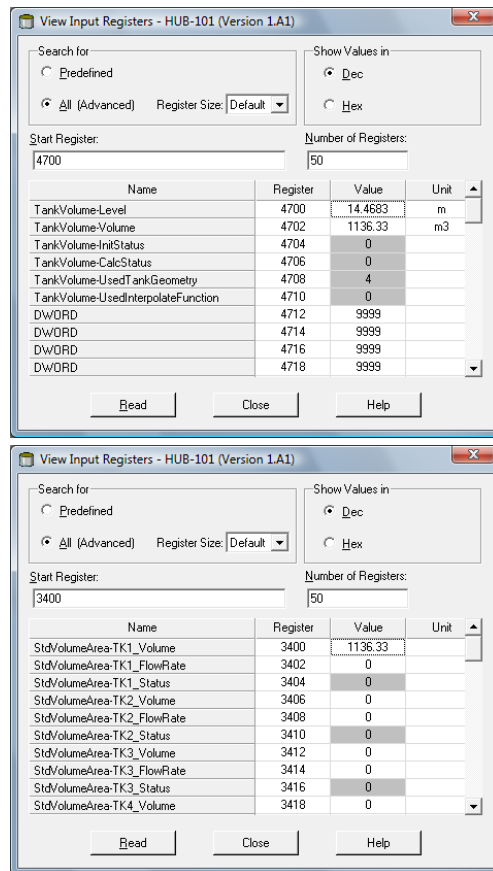 View Input Registers - HUB-101 (Version 1.A1)
Search for
Show Values in
Predefined
Dec
All (Advanced) Register Size: Default
Hex
Start Register:
Number of Registers:
4700
50
Name Register Value Unit
TankVolume-Level 4700 14.4683 m
TankVolume-Volume 4702 1136.33 m3
TankVolume-InitStatus 4704 0
TankVolume-CalcStatus 4706 0
TankVolume-UsedTankGeometry 4708 4
TankVolume-UsedInterpolateFunction 4710 0
DWORD 4712 9999
DWORD 4714 9999
DWORD 4716 9999
DWORD 4718 9999
Read Close Help
View Input Registers - HUB-101 (Version 1.A1)
Search for
Show Values in
Predefined
Dec
All (Advanced) Register Size: Default
Hex
Start Register:
Number of Registers:
3400
50
Name Register Value Unit
StdVolumeArea-TK1_Volume 3400 1136.33
StdVolumeArea-TK1_FlowRate 3402 0
StdVolumeArea-TK1_Status 3404 0
StdVolumeArea-TK2_Volume 3406 0
StdVolumeArea-TK2_FlowRate 3408 0
StdVolumeArea-TK2_Status 3410 0
StdVolumeArea-TK3_Volume 3412 0
StdVolumeArea-TK3_FlowRate 3414 0
StdVolumeArea-TK3_Status 3416 0
StdVolumeArea-TK4_Volume 3418 0
Read Close Help